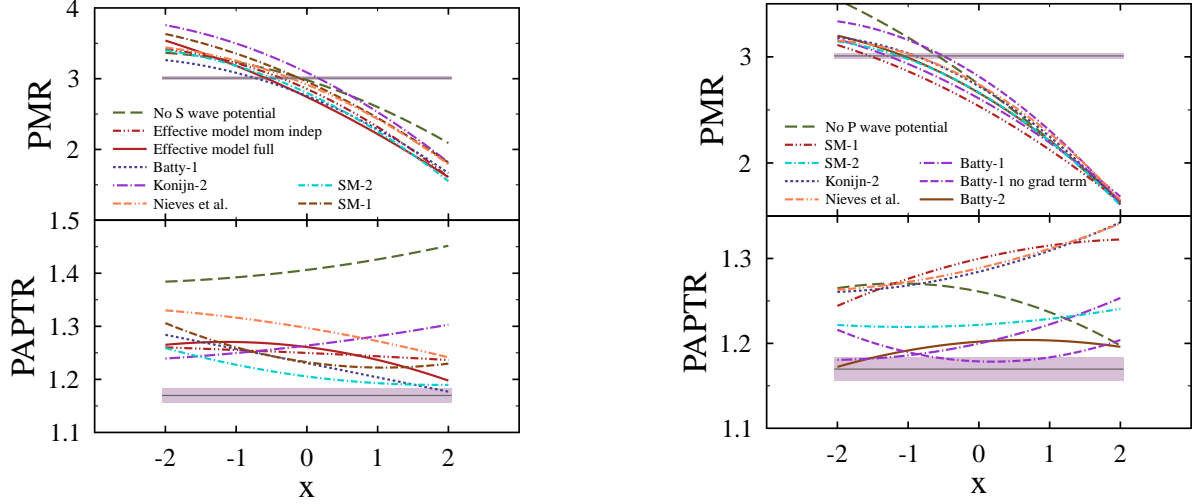 4
3
2
PMR
No S wave potential
Effective model mom indep
Effective model full
Batty-1
Konijn-2
Nieves et al.
SM-2
SM-1
15
1.5
1.4
1.3
1.2
1.1
PAPTR
-2 -1 0 1 2
x
3
2
PMR
No P wave potential
SM-1
SM-2
Konijn-2
Nieves et al.
Batty-1
Batty-1 no grad term
Batty-2
1.3
1.2
1.1
PAPTR
-2 -1 0 1 2
x